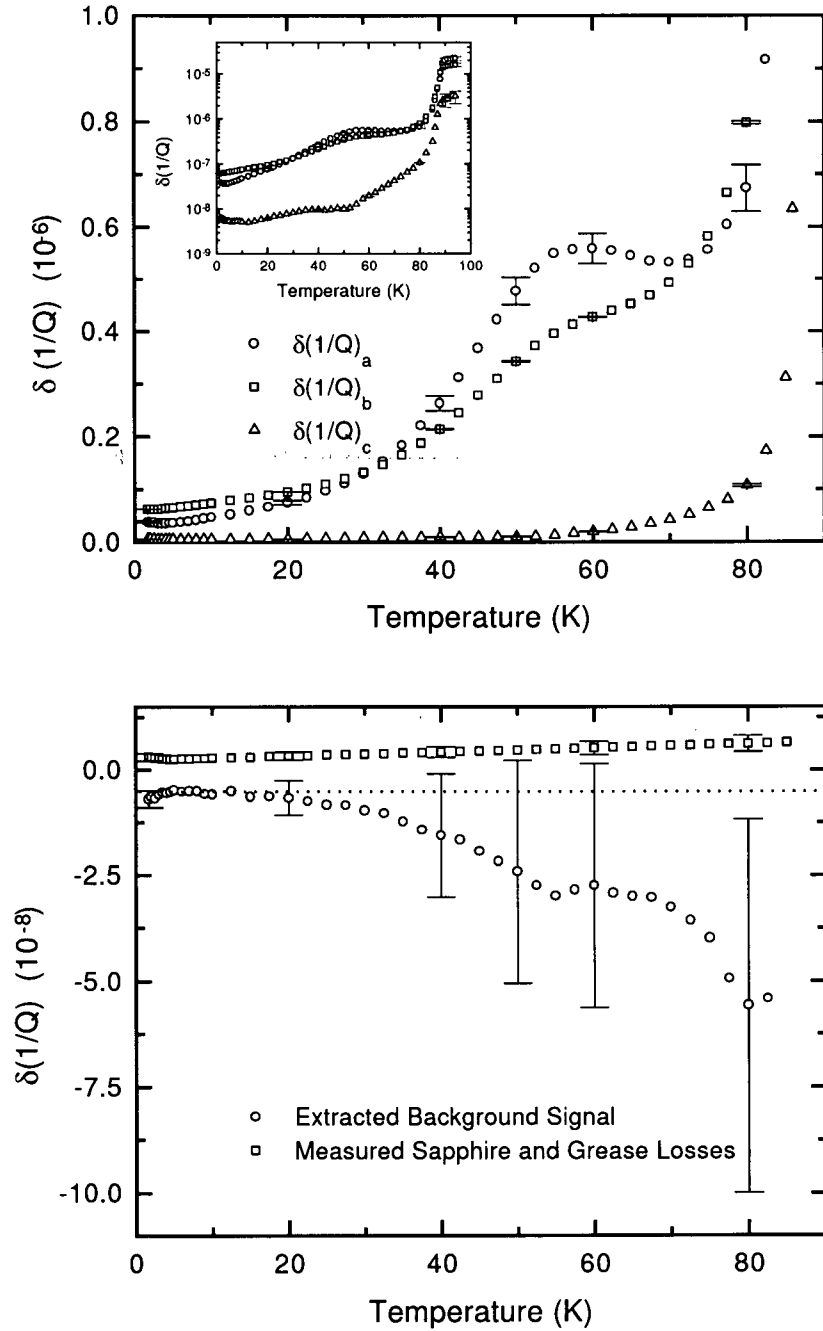 1.0
0.8
0.6
0.4
0.2
0.0
δ (1/Q) (10⁻⁶)
10⁻⁵
10⁻⁶
10⁻⁷
10⁻⁸
10⁻⁹
δ(1/Q)
0 20 40 60 80 100
Temperature (K)
δ(1/Q)a
δ(1/Q)b
δ(1/Q)c
20 40 60 80
Temperature (K)
0.0
-2.5
-5.0
-7.5
-10.0
δ(1/Q) (10⁻⁸)
Extracted Background Signal
Measured Sapphire and Grease Losses
0 20 40 60 80
Temperature (K)